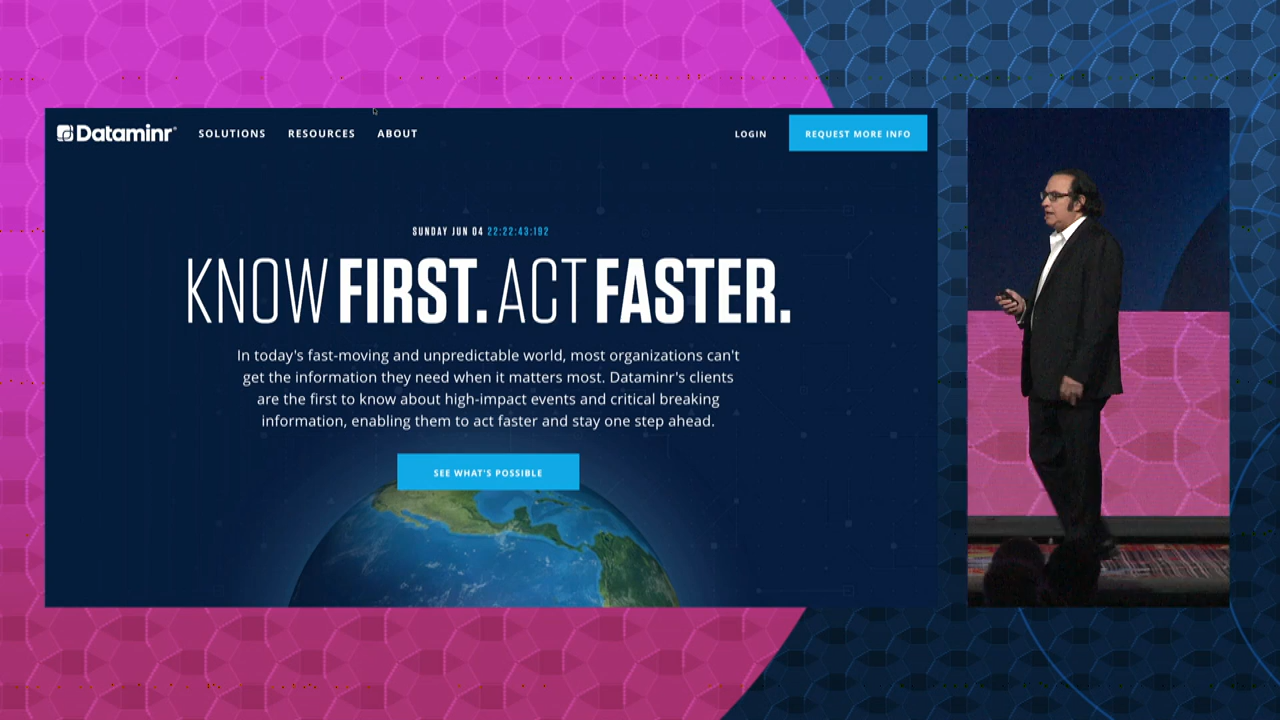 Dataminr®
SOLUTIONS
RESOURCES
ABOUT
LOGIN
REQUEST MORE INFO
SUNDAY JUN 04 22:22:43:192
KNOW FIRST. ACT FASTER.
In today's fast-moving and unpredictable world, most organizations can't
get the information they need when it matters most. Dataminr's clients
are the first to know about high-impact events and critical breaking
information, enabling them to act faster and stay one step ahead.
SEE WHAT'S POSSIBLE